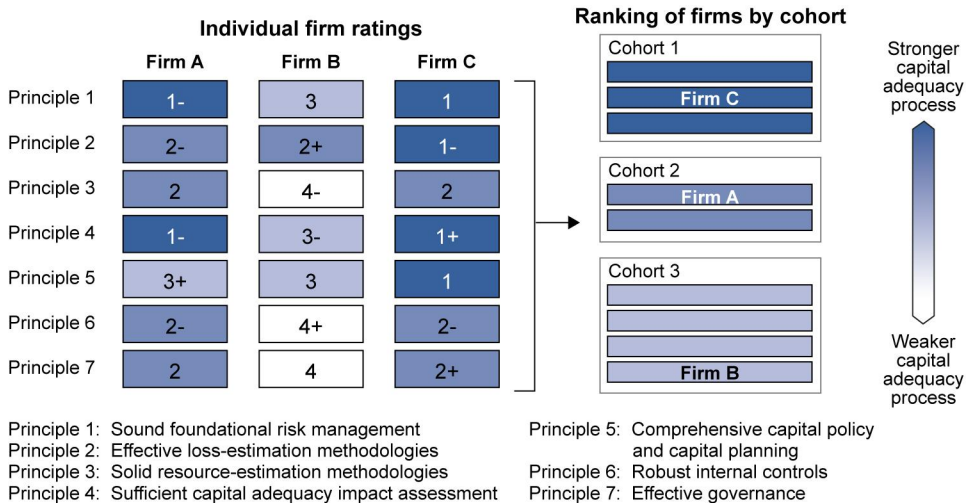 Individual firm ratings
Firm A Firm B Firm C
Principle 1 1- 3 1
Principle 2 2- 2+ 1-
Principle 3 2 4- 2
Principle 4 1- 3- 1+
Principle 5 3+ 3 1
Principle 6 2- 4+ 2-
Principle 7 2 4 2+
Ranking of firms by cohort
Cohort 1
Firm C
Cohort 2
Firm A
Cohort 3
Firm B
Stronger
capital
adequacy
process
Weaker
capital
adequacy
process
Principle 1: Sound foundational risk management
Principle 2: Effective loss-estimation methodologies
Principle 3: Solid resource-estimation methodologies
Principle 4: Sufficient capital adequacy impact assessment
Principle 5: Comprehensive capital policy
and capital planning
Principle 6: Robust internal controls
Principle 7: Effective governance